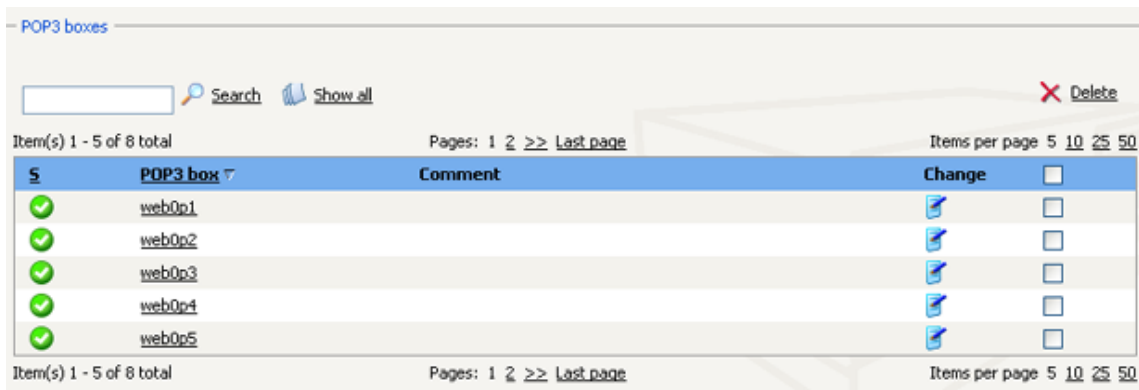 POP3 boxes
Search Show all Delete
Item(s) 1 - 5 of 8 total Pages: 1 2 >> Last page Items per page 5 10 25 50
S POP3 box Comment Change
web0p1
web0p2
web0p3
web0p4
web0p5
Item(s) 1 - 5 of 8 total Pages: 1 2 >> Last page Items per page 5 10 25 50